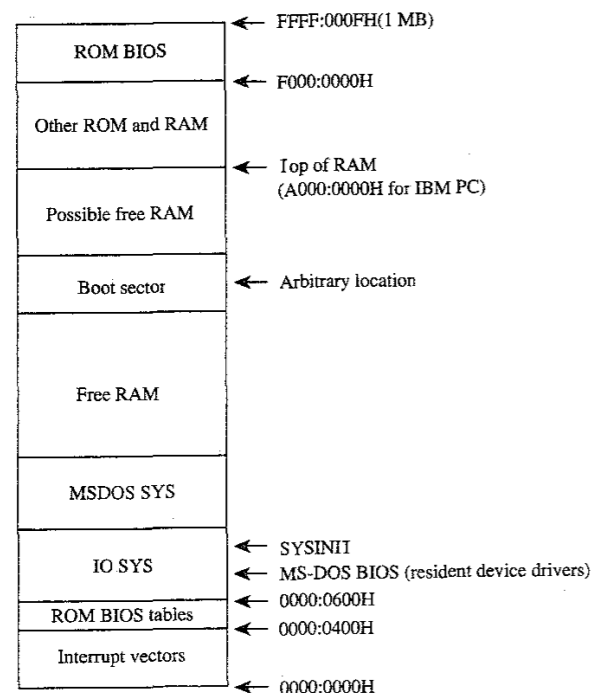 FFFF:000FH(1 MB)
ROM BIOS
F000:0000H
Other ROM and RAM
Top of RAM
(A000:0000H for IBM PC)
Possible free RAM
Boot sector
Arbitrary location
Free RAM
MSDOS SYS
SYSINIT
IO SYS
MS-DOS BIOS (resident device drivers)
0000:0600H
ROM BIOS tables
0000:0400H
Interrupt vectors
0000:0000H